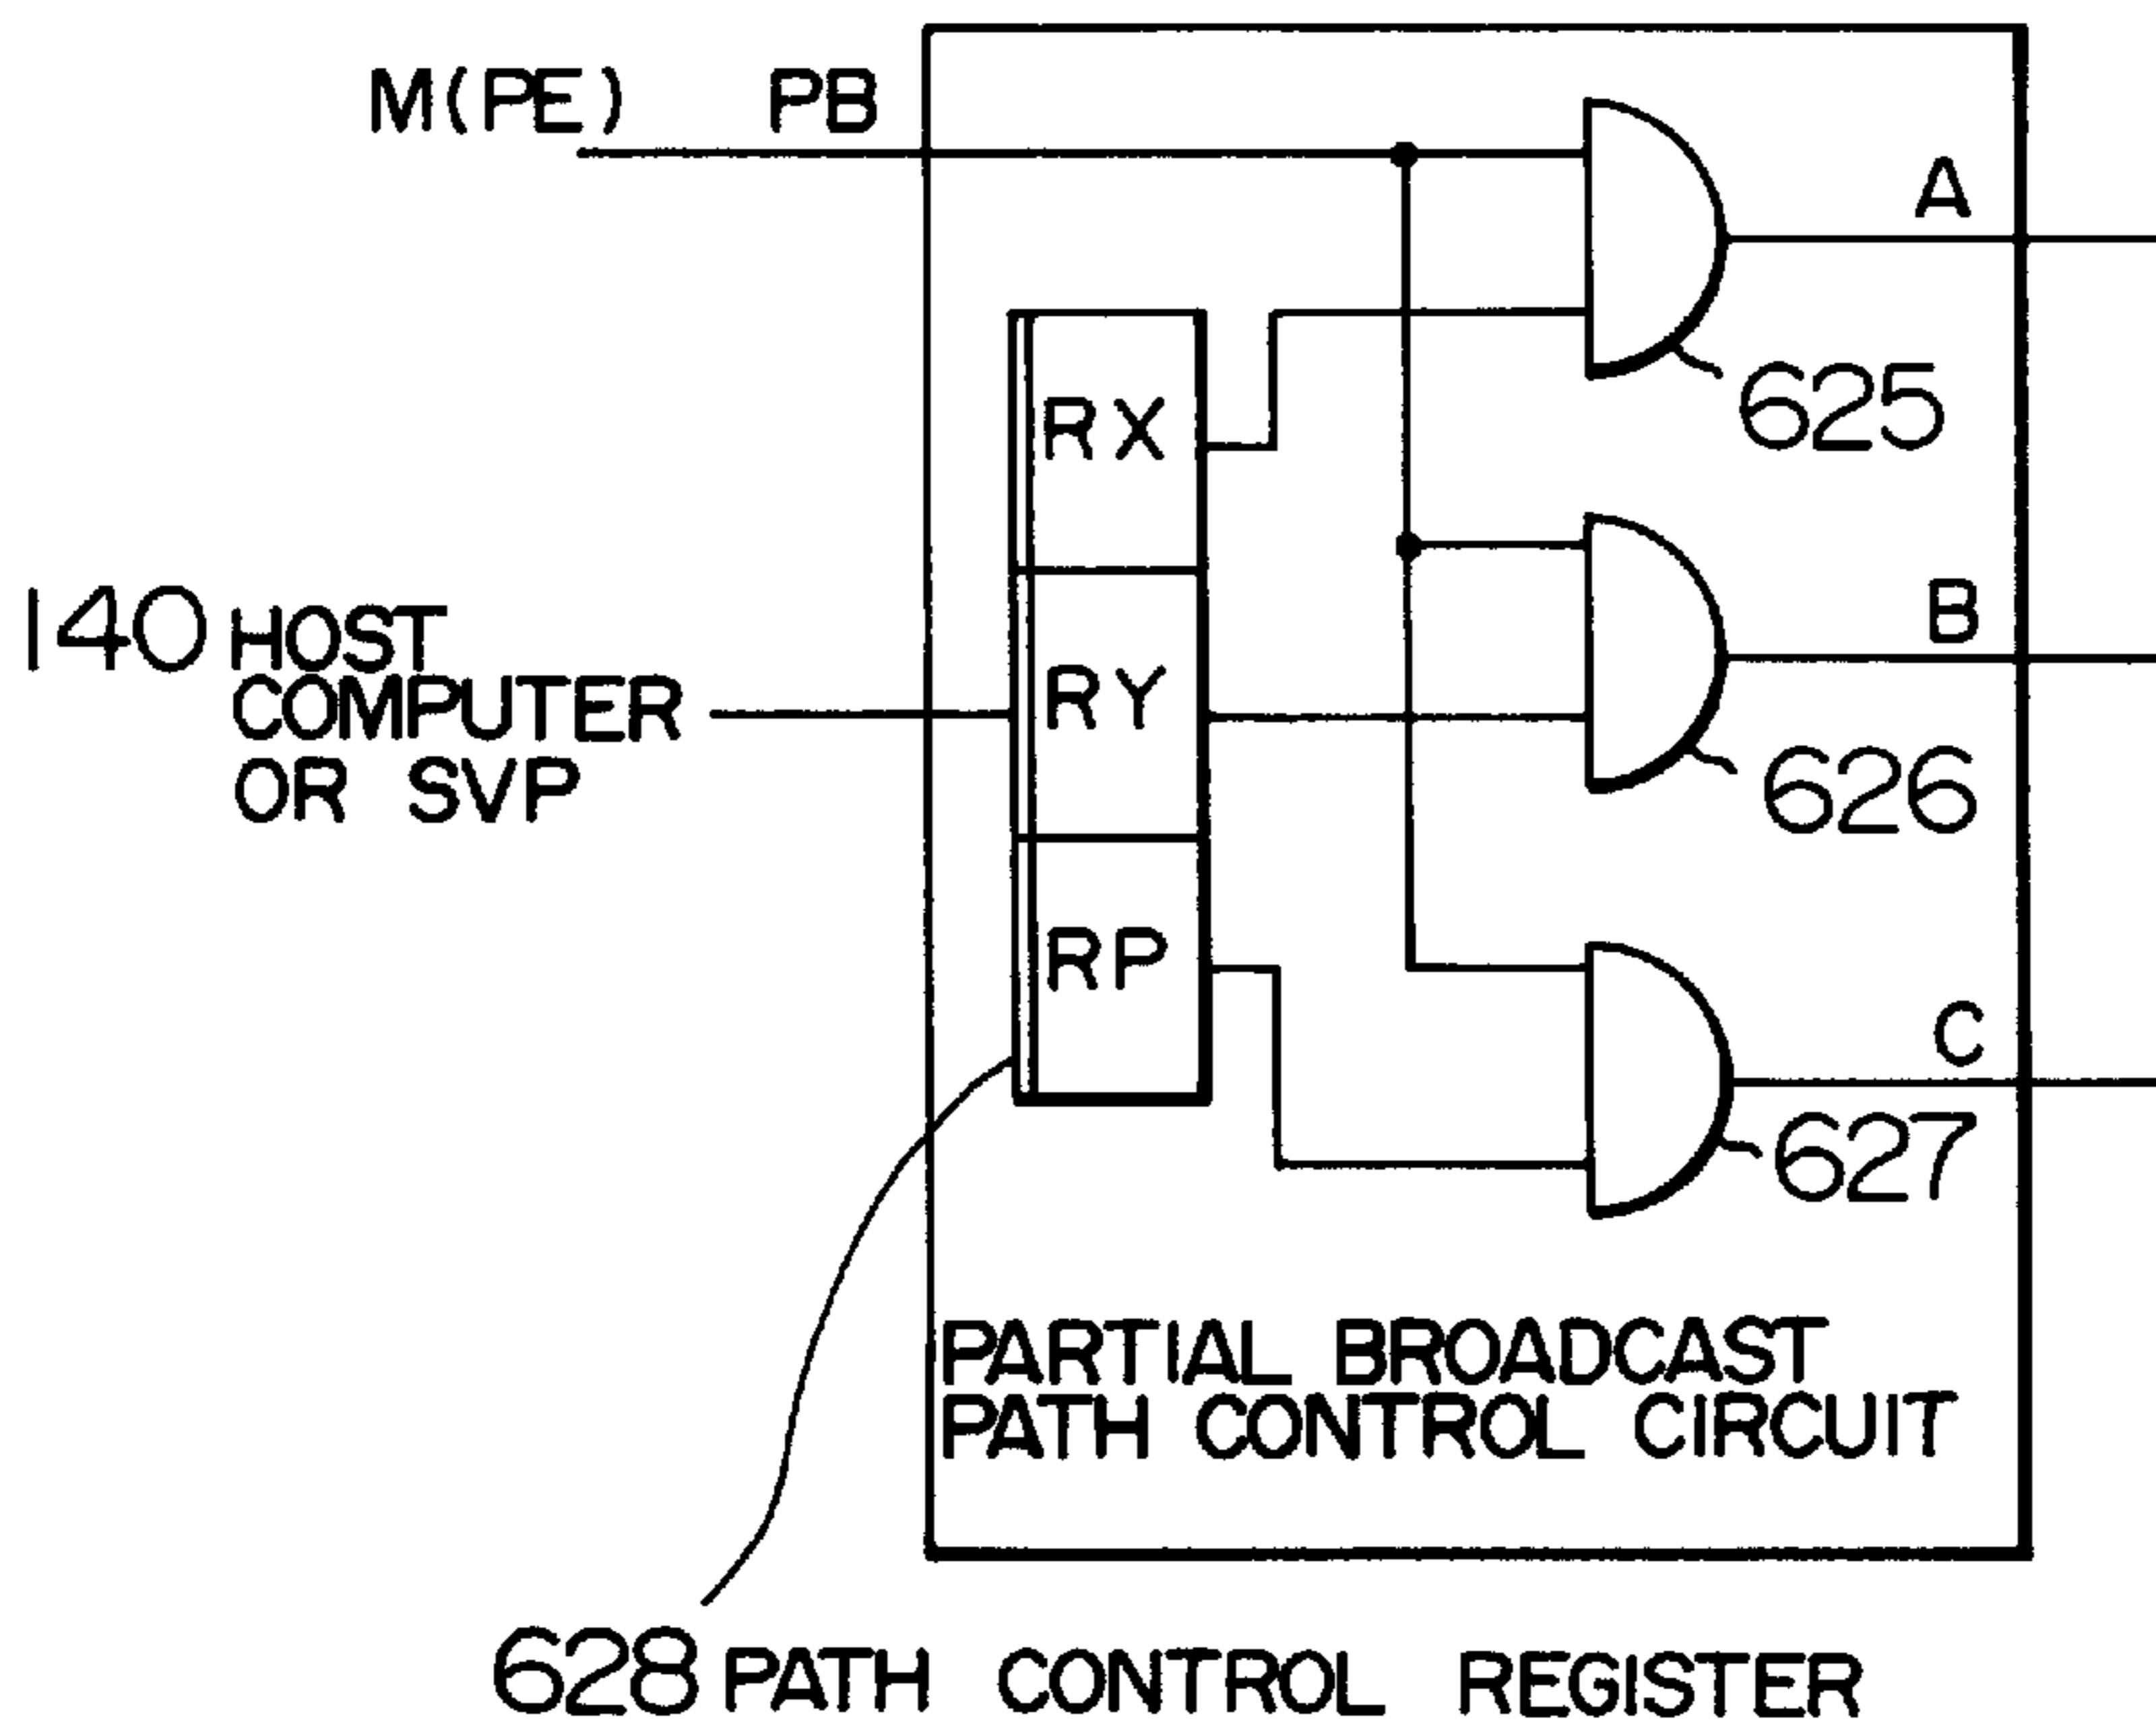 M(PE) PB
A
625
RX
140 HOST
COMPUTER
OR SVP
B
RY
626
RP
C
627
PARTIAL BROADCAST
PATH CONTROL CIRCUIT
628 PATH CONTROL REGISTER